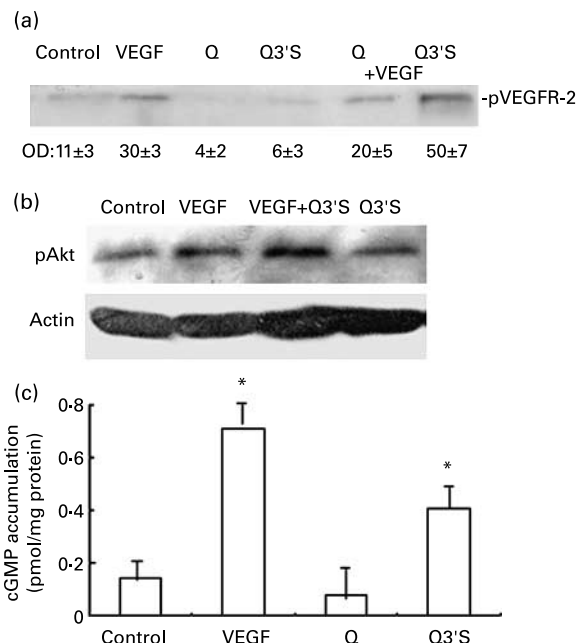 (a)
Control VEGF Q Q3'S Q Q3'S
+VEGF
-pVEGFR-2
OD:11±3 30±3 4±2 6±3 20±5 50±7
(b)
Control VEGF VEGF+Q3'S Q3'S
pAkt
Actin
(c)
cGMP accumulation
(pmol/mg protein)
0·8
0·6
0·4
0·2
0
*
*
Control VEGF Q Q3'S